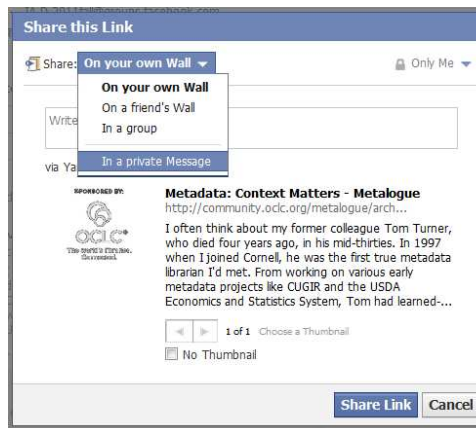 Share this Link
Share: On your own Wall
Only Me
On your own Wall
On a friend's Wall
In a group
In a private Message
Write
via Ya
SPONSORED BY:
OCLC
The world's libraries.
Connected.
Metadata: Context Matters - Metalogue
http://community.oclc.org/metalogue/arch...
I often think about my former colleague Tom Turner,
who died four years ago, in his mid-thirties. In 1997
when I joined Cornell, he was the first true metadata
librarian I'd met. From working on various early
metadata projects like CUGIR and the USDA
Economics and Statistics System, Tom had learned-...
1 of 1 Choose a Thumbnail
No Thumbnail
Share Link Cancel